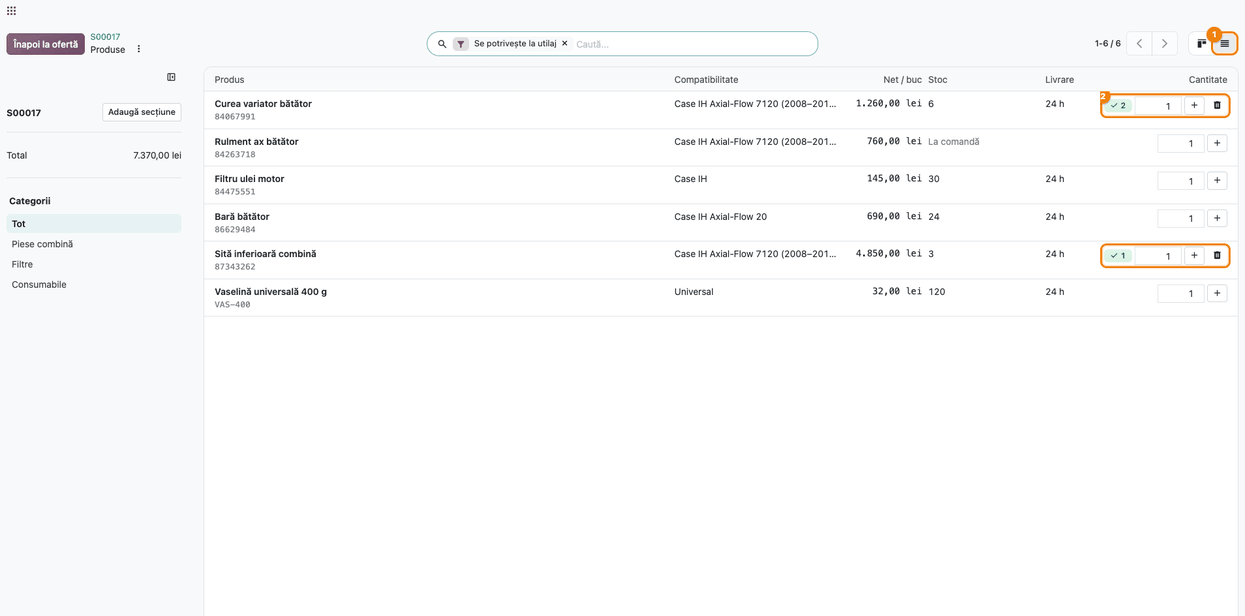 Înapoi la ofertă
S00017
Produse
Se potrivește la utilaj
Caută...
1-6 / 6
1
S00017
Adaugă secțiune
Total 7.370,00 lei
Categorii
Tot
Piese combină
Filtre
Consumabile
Produs Compatibilitate Net / buc Stoc Livrare Cantitate
2
Curea variator bătător Case IH Axial-Flow 7120 (2008–201... 1.260,00 lei 6 24 h 2 1 +
84067991
Rulment ax bătător Case IH Axial-Flow 7120 (2008–201... 760,00 lei La comandă 1 +
84263718
Filtru ulei motor Case IH 145,00 lei 30 24 h 1 +
84475551
Bară bătător Case IH Axial-Flow 20 690,00 lei 24 24 h 1 +
86629484
Sită inferioară combină Case IH Axial-Flow 7120 (2008–201... 4.850,00 lei 3 24 h 1 1 +
87343262
Vaselină universală 400 g Universal 32,00 lei 120 24 h 1 +
VAS-400